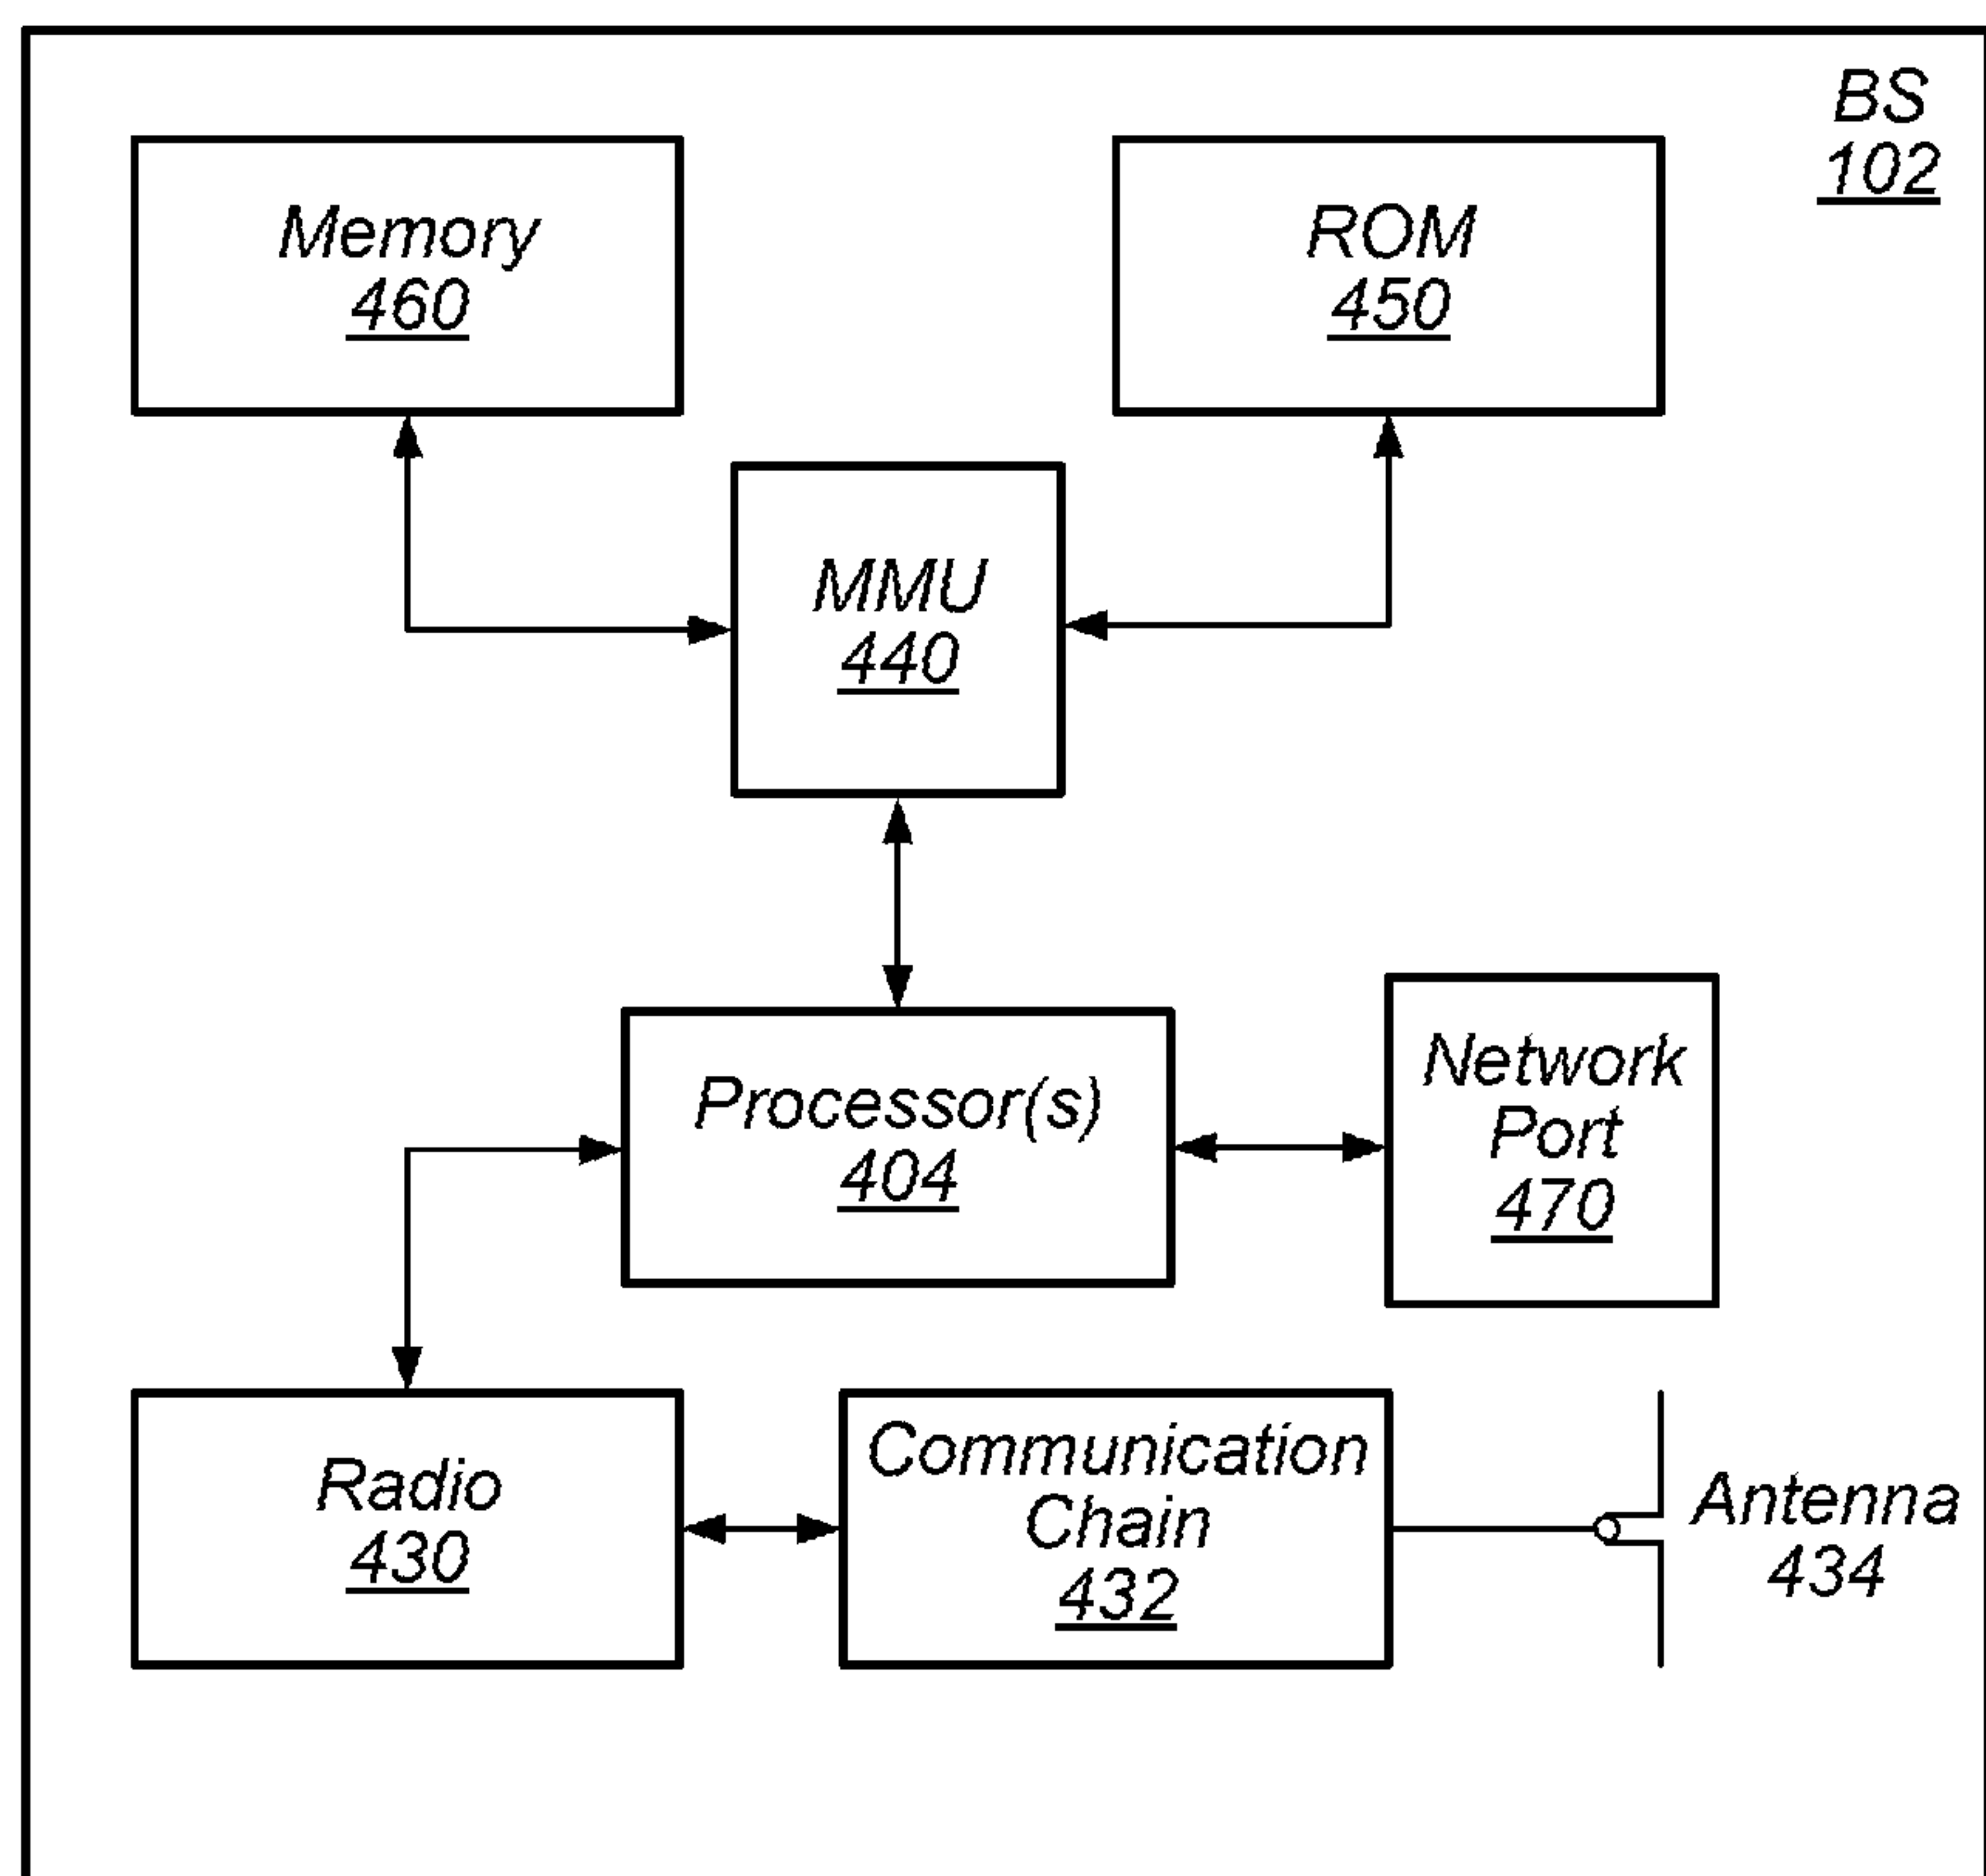 BS
102
Memory
460
ROM
450
MMU
440
Processor(s)
404
Network
Port
470
Radio
430
Communication
Chain
432
Antenna
434